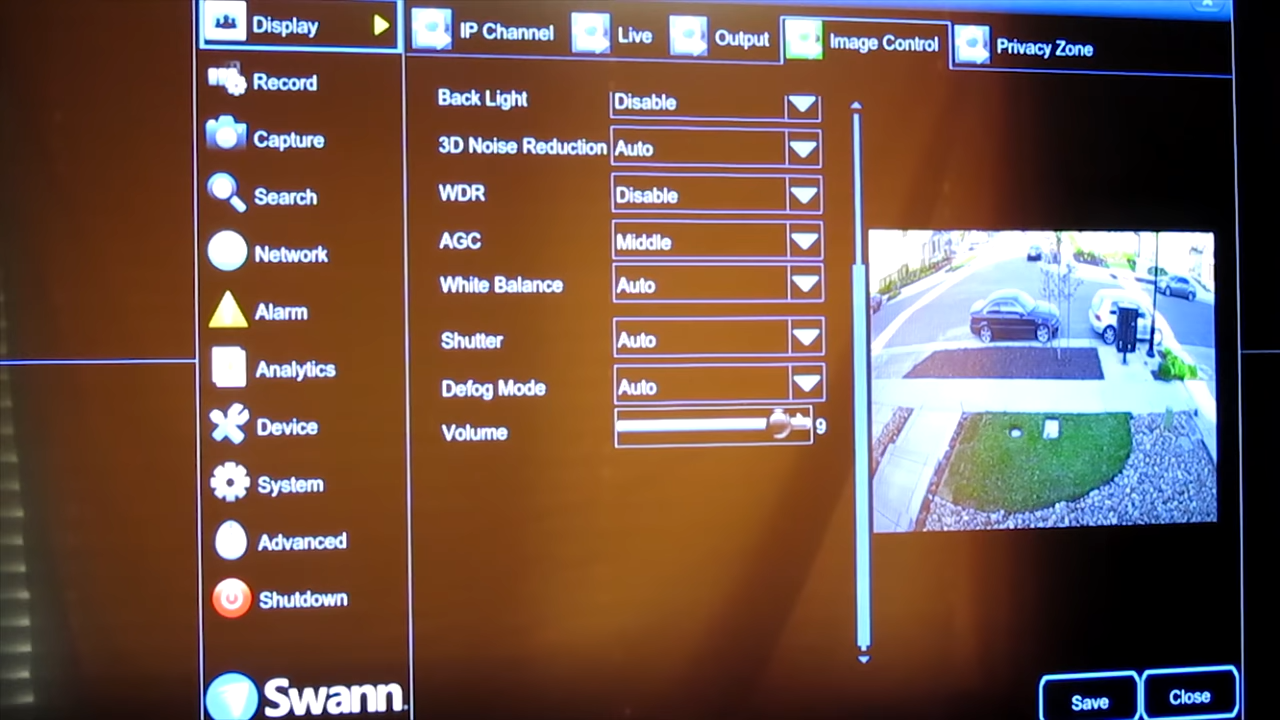 Display
IP Channel
Live
Output
Image Control
Privacy Zone
Record
Capture
Search
Network
Alarm
Analytics
Device
System
Advanced
Shutdown
Back Light Disable
3D Noise Reduction Auto
WDR Disable
AGC Middle
White Balance Auto
Shutter Auto
Defog Mode Auto
Volume 9
Swann
Save
Close